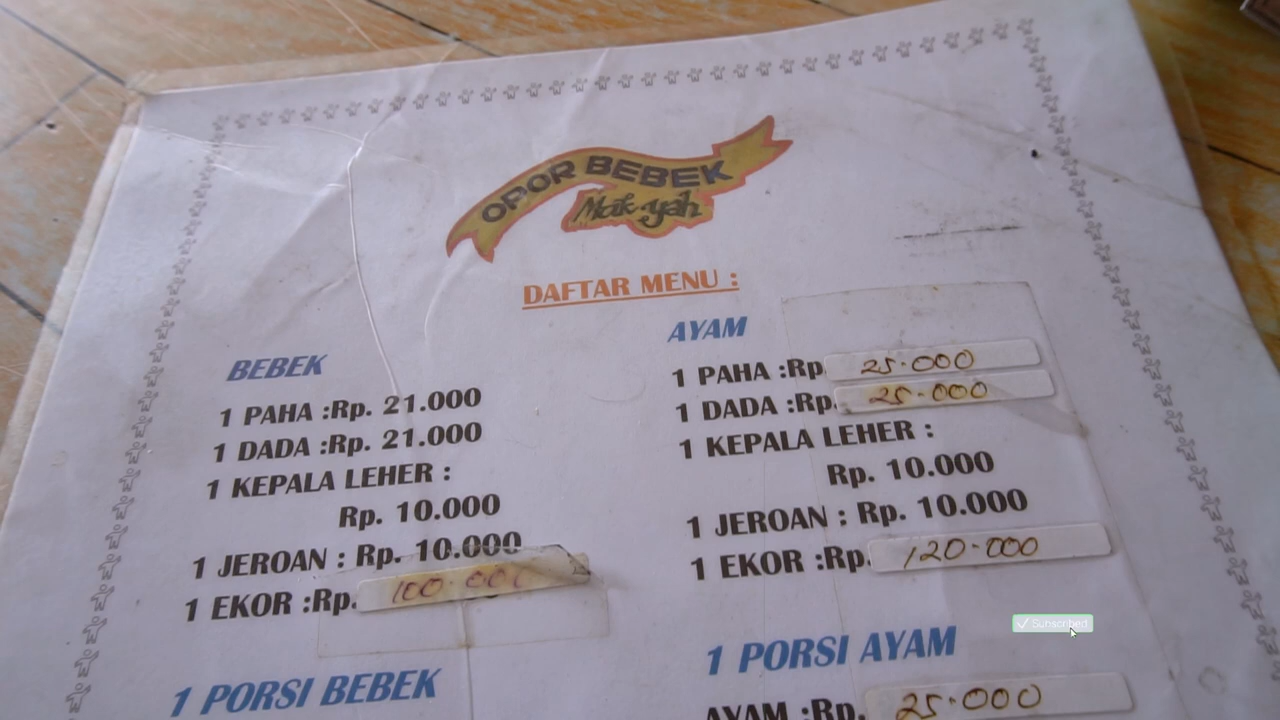 OPOR BEBEK
Mak-yah
DAFTAR MENU :
BEBEK
1 PAHA :Rp. 21.000
1 DADA :Rp. 21.000
1 KEPALA LEHER :
Rp. 10.000
1 JEROAN : Rp. 10.000
1 EKOR :Rp. 100.000
1 PORSI BEBEK
AYAM
1 PAHA :Rp. 25.000
1 DADA :Rp. 25.000
1 KEPALA LEHER :
Rp. 10.000
1 JEROAN : Rp. 10.000
1 EKOR :Rp. 120.000
1 PORSI AYAM
AYAM :Rp. 25.000
Subscribed